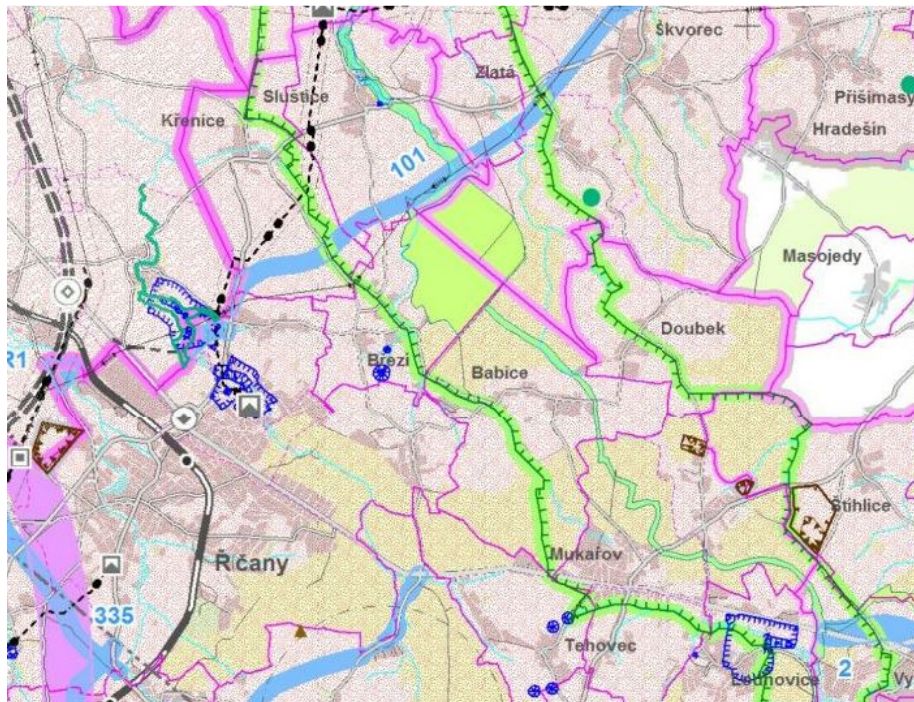 Škvorec
Zlatá
Sluštice
Křenice
Přišimasy
Hradešín
101
Masojedy
Doubek
R1
Březí
Babice
Štíhlice
Mukařov
Říčany
335
Tehovec
2
Louňovice
Vy